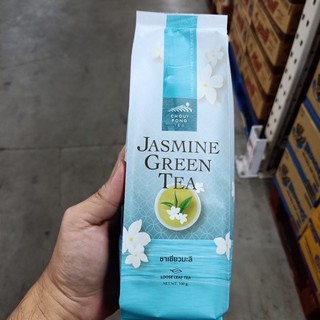 CHOUI
FONG
TEA
JASMINE
GREEN
TEA
ชาเขียวมะลิ
LOOSE LEAF TEA
NET WT. 100 g